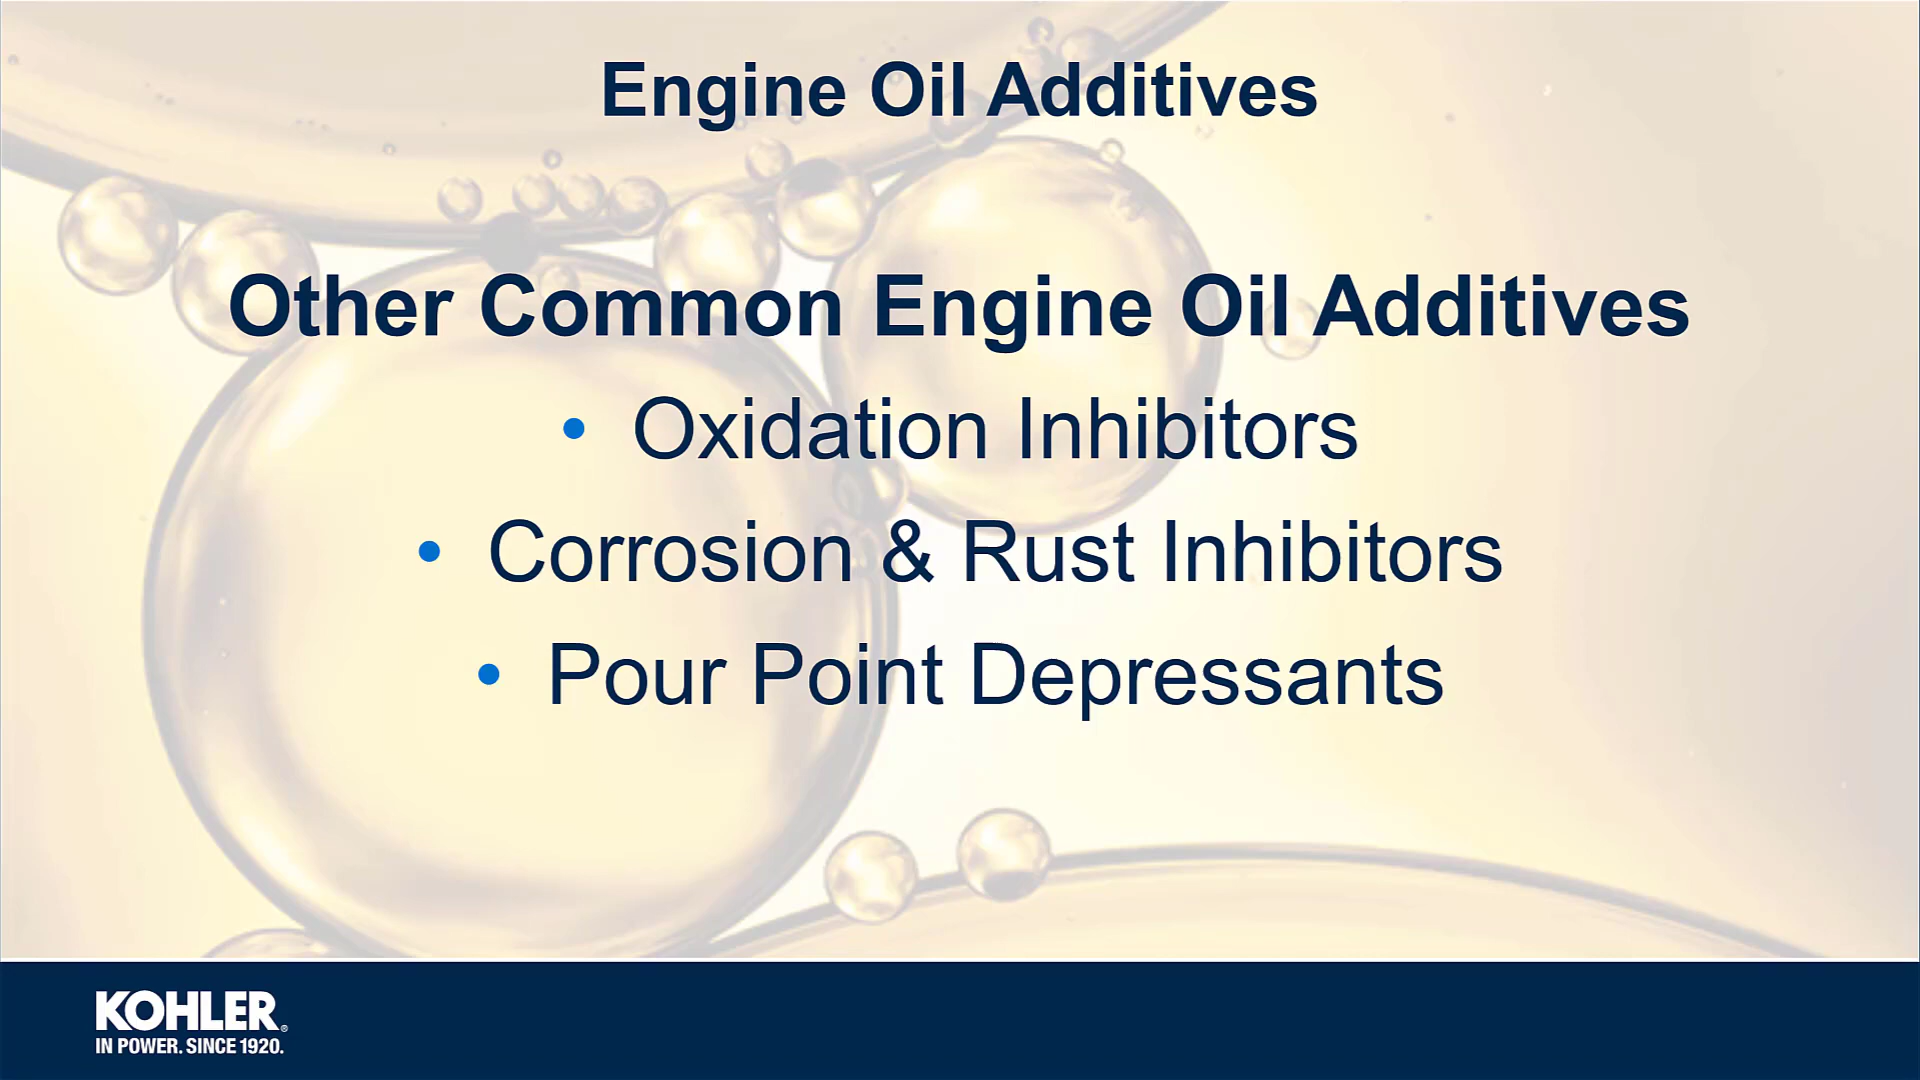 Engine Oil Additives
Other Common Engine Oil Additives
• Oxidation Inhibitors
• Corrosion & Rust Inhibitors
• Pour Point Depressants
KOHLER®
IN POWER. SINCE 1920.